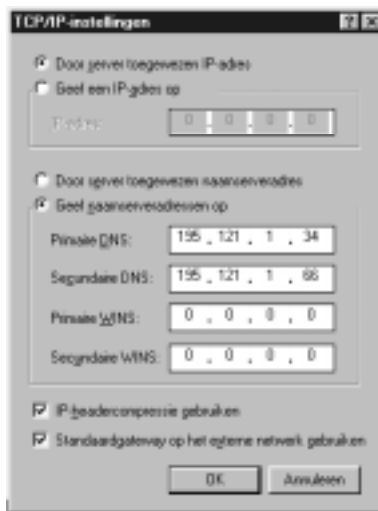 TCP/IP-instellingen
Door server toegewezen IP-adres
Geef een IP-adres op
IP-adres: 0 . 0 . 0 . 0
Door server toegewezen naamserveradres
Geef naamserveradressen op
Primaire DNS: 195 . 121 . 1 . 34
Secundaire DNS: 195 . 121 . 1 . 66
Primaire WINS: 0 . 0 . 0 . 0
Secundaire WINS: 0 . 0 . 0 . 0
IP-headercompressie gebruiken
Standaardgateway op het externe netwerk gebruiken
OK Annuleren